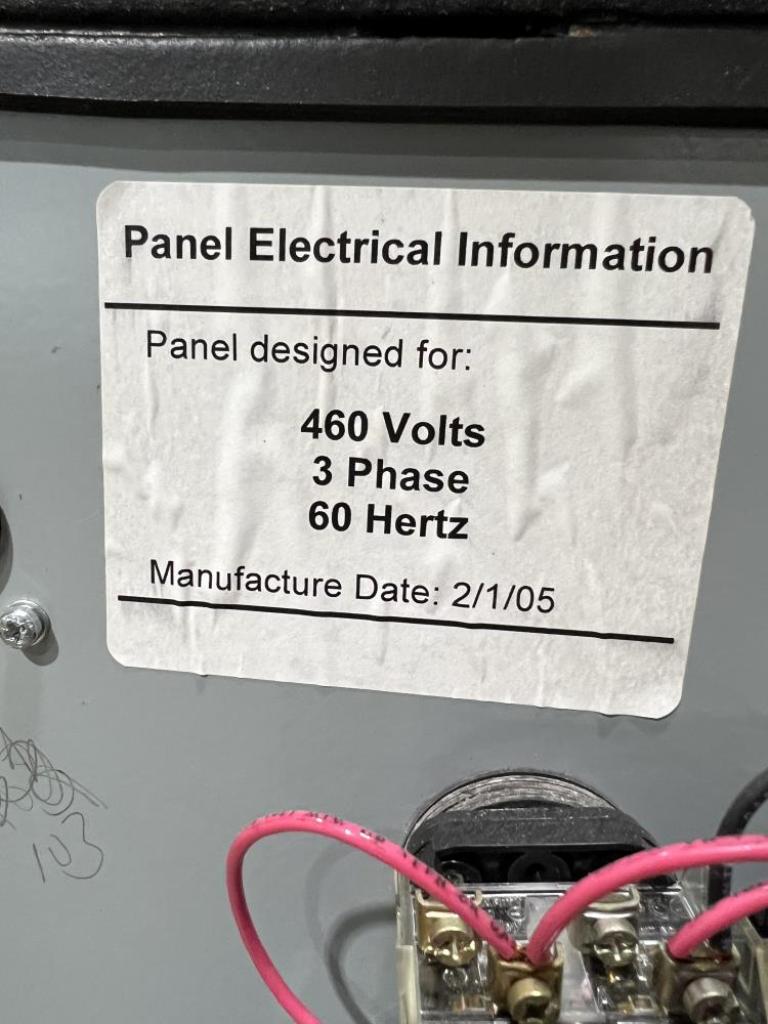 Panel Electrical Information
Panel designed for:
460 Volts
3 Phase
60 Hertz
Manufacture Date: 2/1/05
103